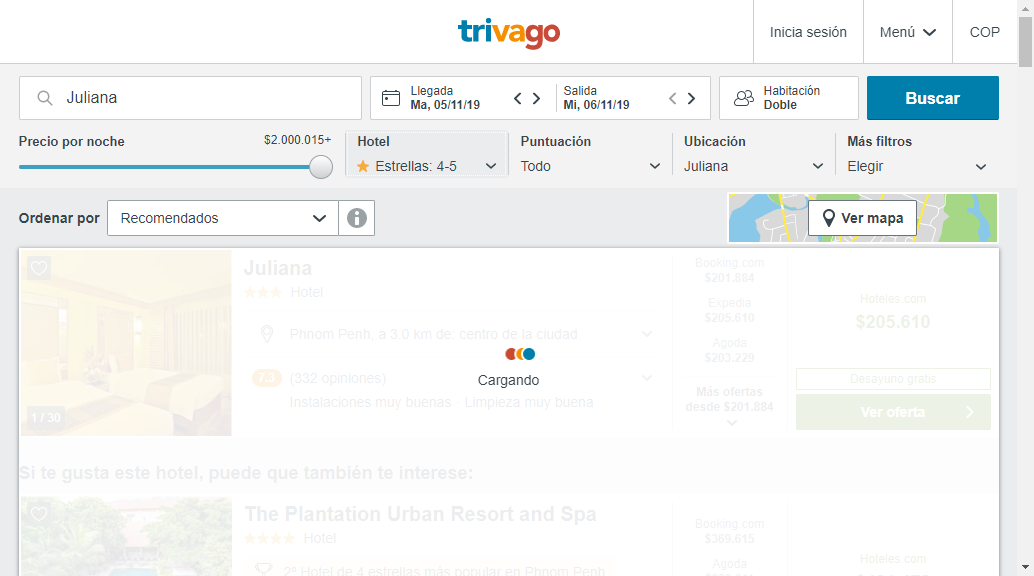 trivago
Inicia sesión
Menú
COP
Juliana
Llegada
Ma, 05/11/19
Salida
Mi, 06/11/19
Habitación
Doble
Buscar
Precio por noche
$2.000.015+
Hotel
Estrellas: 4-5
Puntuación
Todo
Ubicación
Juliana
Más filtros
Elegir
Ordenar por
Recomendados
Ver mapa
Juliana
Hotel
Phnom Penh, a 3.0 km de: centro de la ciudad
7.3 (332 opiniones)
Instalaciones muy buenas Limpieza muy buena
1 / 30
Cargando
Booking.com
$201.884
Expedia
$205.610
Agoda
$203.229
Más ofertas
desde $201.884
Hoteles.com
$205.610
Desayuno gratis
Ver oferta
Si te gusta este hotel, puede que también te interese:
The Plantation Urban Resort and Spa
Hotel
2º Hotel de 4 estrellas más popular en Phnom Penh
Booking.com
$369.615
Agoda
Hoteles.com